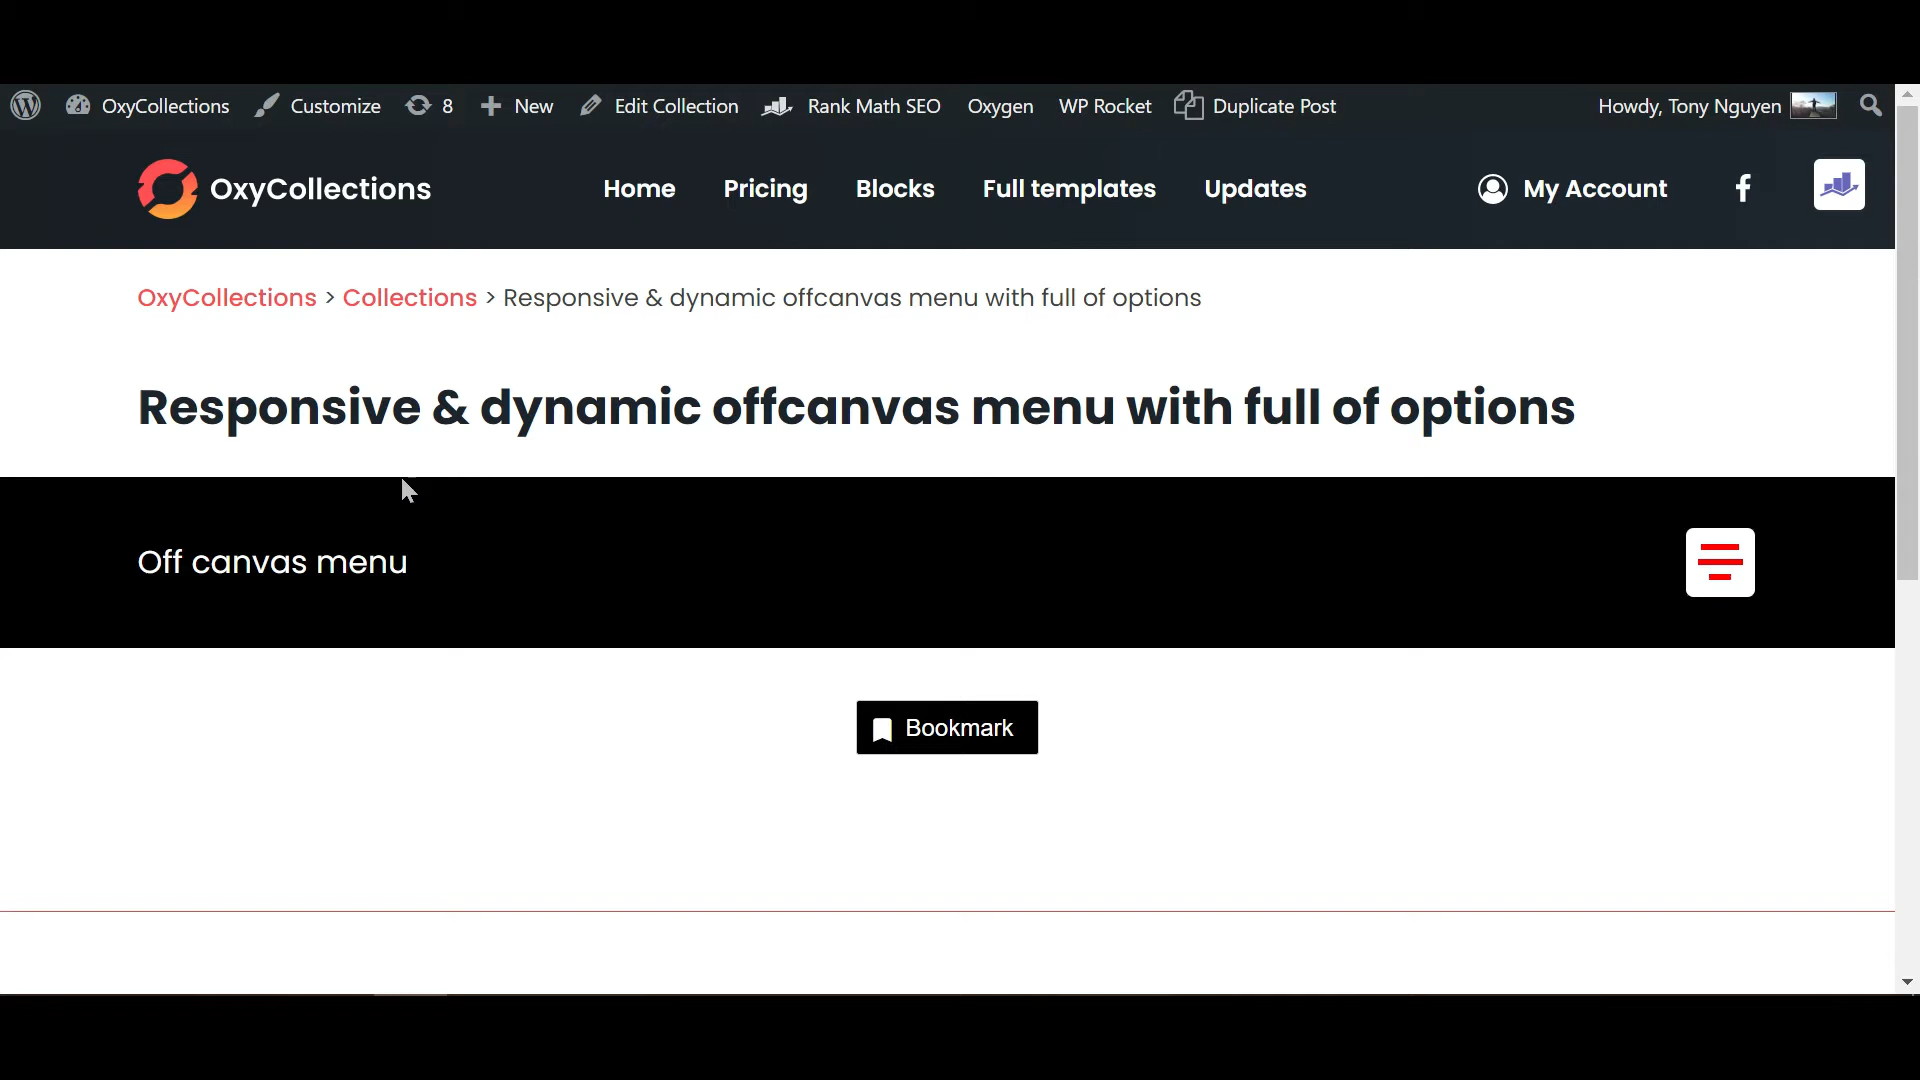 OxyCollections Customize 8 New Edit Collection Rank Math SEO Oxygen WP Rocket Duplicate Post Howdy, Tony Nguyen
OxyCollections Home Pricing Blocks Full templates Updates My Account
OxyCollections > Collections > Responsive & dynamic offcanvas menu with full of options
Responsive & dynamic offcanvas menu with full of options
Off canvas menu
Bookmark